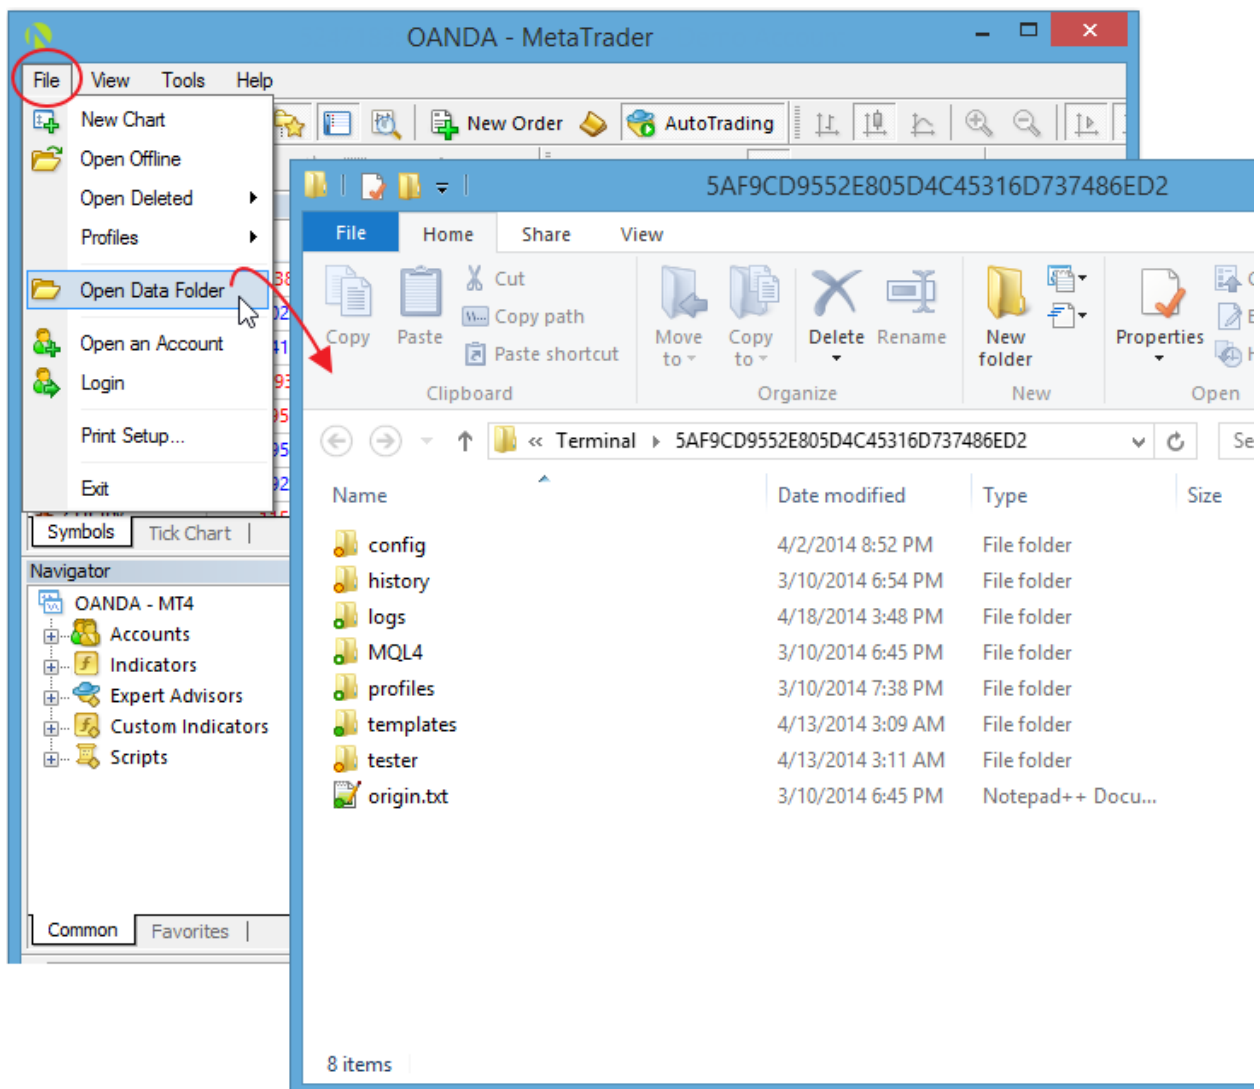 OANDA - MetaTrader
File View Tools Help
New Chart
Open Offline
Open Deleted
Profiles
Open Data Folder
Open an Account
Login
Print Setup...
Exit
New Order AutoTrading
Symbols Tick Chart
Navigator
OANDA - MT4
Accounts
Indicators
Expert Advisors
Custom Indicators
Scripts
Common Favorites
5AF9CD9552E805D4C45316D737486ED2
File Home Share View
Copy
Paste
Cut
Copy path
Paste shortcut
Clipboard
Move to
Copy to
Delete
Rename
Organize
New folder
New
Properties
Open
« Terminal 5AF9CD9552E805D4C45316D737486ED2
Name Date modified Type Size
config 4/2/2014 8:52 PM File folder
history 3/10/2014 6:54 PM File folder
logs 4/18/2014 3:48 PM File folder
MQL4 3/10/2014 6:45 PM File folder
profiles 3/10/2014 7:38 PM File folder
templates 4/13/2014 3:09 AM File folder
tester 4/13/2014 3:11 AM File folder
origin.txt 3/10/2014 6:45 PM Notepad++ Docu...
8 items